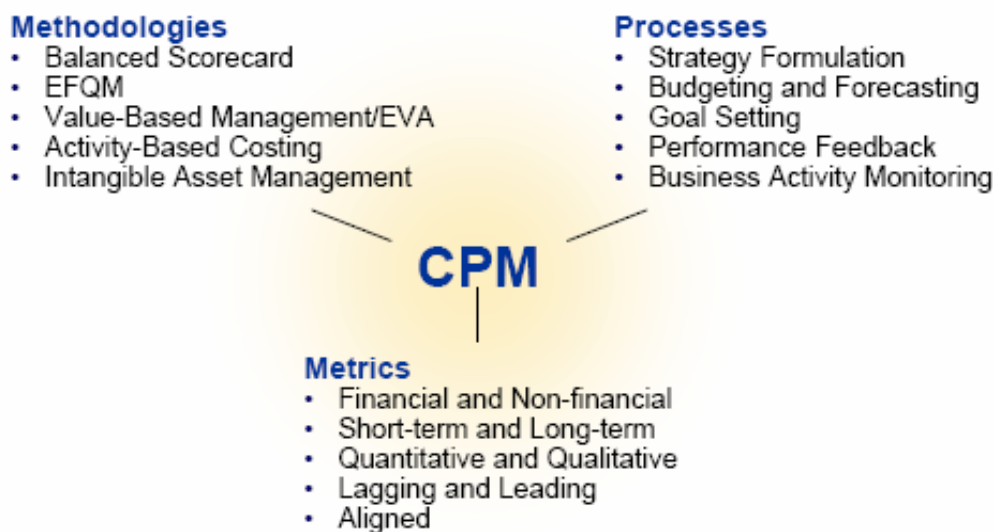 Methodologies
• Balanced Scorecard
• EFQM
• Value-Based Management/EVA
• Activity-Based Costing
• Intangible Asset Management
Processes
• Strategy Formulation
• Budgeting and Forecasting
• Goal Setting
• Performance Feedback
• Business Activity Monitoring
CPM
Metrics
• Financial and Non-financial
• Short-term and Long-term
• Quantitative and Qualitative
• Lagging and Leading
• Aligned